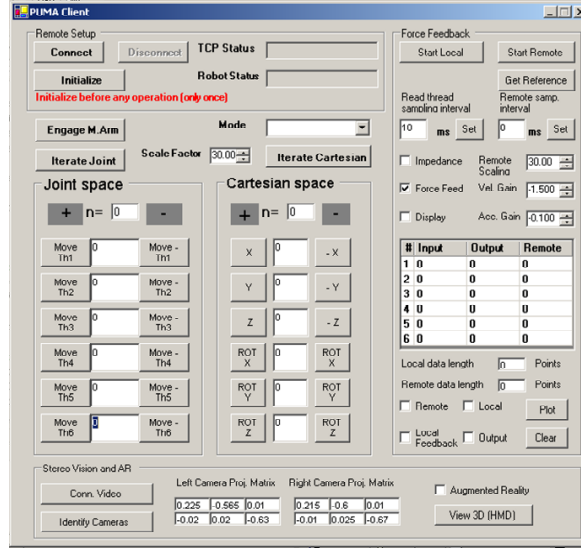 PUMA Client
Remote Setup
Connect Disconnect TCP Status
Initialize Robot Status
Initialize before any operation (only once)
Engage M.Arm Mode
Iterate Joint Scale Factor 30.00 Iterate Cartesian
Joint space
+ n= 0 -
Move Th1 0 Move - Th1
Move Th2 0 Move - Th2
Move Th3 0 Move - Th3
Move Th4 0 Move - Th4
Move Th5 0 Move - Th5
Move Th6 0 Move - Th6
Cartesian space
+ n= 0 -
X 0 - X
Y 0 - Y
Z 0 - Z
ROT X 0 ROT X
ROT Y 0 ROT Y
ROT Z 0 ROT Z
Force Feedback
Start Local Start Remote
Get Reference
Read thread sampling interval Remote samp. interval
10 ms Set 0 ms Set
Impedance Remote Scaling 30.00
Force Feed Vel. Gain -1.500
Display Acc. Gain -0.100
# Input Output Remote
1 0 0 0
2 0 0 0
3 0 0 0
4 0 0 0
5 0 0 0
6 0 0 0
Local data length 0 Points
Remote data length 0 Points
Remote Local Plot
Local Feedback Output Clear
Stereo Vision and AR
Conn. Video
Identify Cameras
Left Camera Proj. Matrix
0.225 -0.565 0.01
-0.02 0.02 -0.63
Right Camera Proj. Matrix
0.215 -0.6 0.01
-0.01 0.025 -0.67
Augmented Reality
View 3D (HMD)